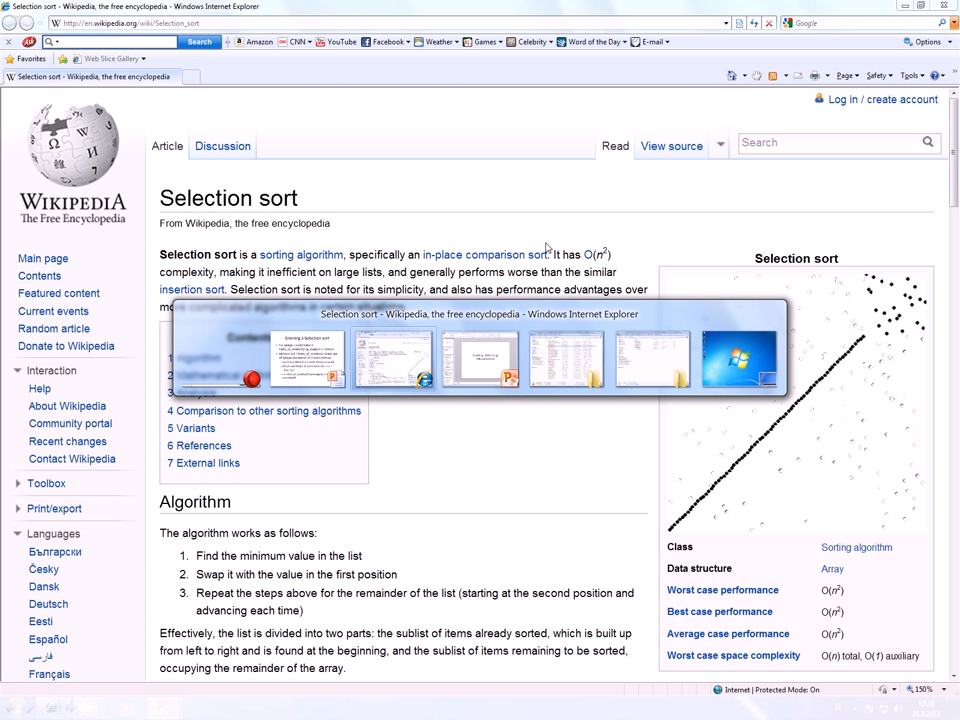 Selection sort - Wikipedia, the free encyclopedia - Windows Internet Explorer
http://en.wikipedia.org/wiki/Selection_sort
Google
Ask
Search
Amazon
CNN
YouTube
Facebook
Weather
Games
Celebrity
Word of the Day
E-mail
Options
Favorites
Web Slice Gallery
Selection sort - Wikipedia, the free encyclopedia
Page
Safety
Tools
Log in / create account
Article
Discussion
Read
View source
Search
WIKIPEDIA
The Free Encyclopedia
Selection sort
From Wikipedia, the free encyclopedia
Selection sort is a sorting algorithm, specifically an in-place comparison sort. It has O(n²)
complexity, making it inefficient on large lists, and generally performs worse than the similar
insertion sort. Selection sort is noted for its simplicity, and also has performance advantages over
more complicated algorithms in certain situations.
Selection sort - Wikipedia, the free encyclopedia - Windows Internet Explorer
Contents
1 Algorithm
2
3 Analysis
4 Comparison to other sorting algorithms
5 Variants
6 References
7 External links
Algorithm
The algorithm works as follows:
1. Find the minimum value in the list
2. Swap it with the value in the first position
3. Repeat the steps above for the remainder of the list (starting at the second position and
advancing each time)
Effectively, the list is divided into two parts: the sublist of items already sorted, which is built up
from left to right and is found at the beginning, and the sublist of items remaining to be sorted,
occupying the remainder of the array.
Main page
Contents
Featured content
Current events
Random article
Donate to Wikipedia
Interaction
Help
About Wikipedia
Community portal
Recent changes
Contact Wikipedia
Toolbox
Print/export
Languages
Български
Česky
Dansk
Deutsch
Eesti
Español
فارسی
Français
Selection sort
Class Sorting algorithm
Data structure Array
Worst case performance O(n²)
Best case performance O(n²)
Average case performance O(n²)
Worst case space complexity O(n) total, O(1) auxiliary
Internet | Protected Mode: On
150%